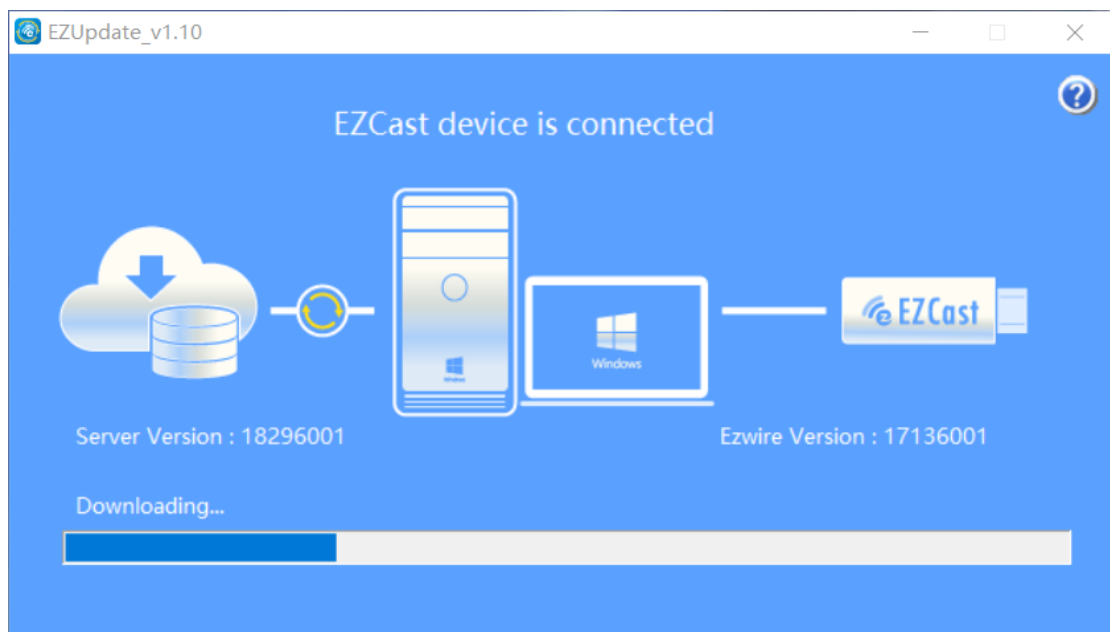 EZUpdate_v1.10
?
EZCast device is connected
EZCast
Windows
Windows
Server Version : 18296001
Ezwire Version : 17136001
Downloading...